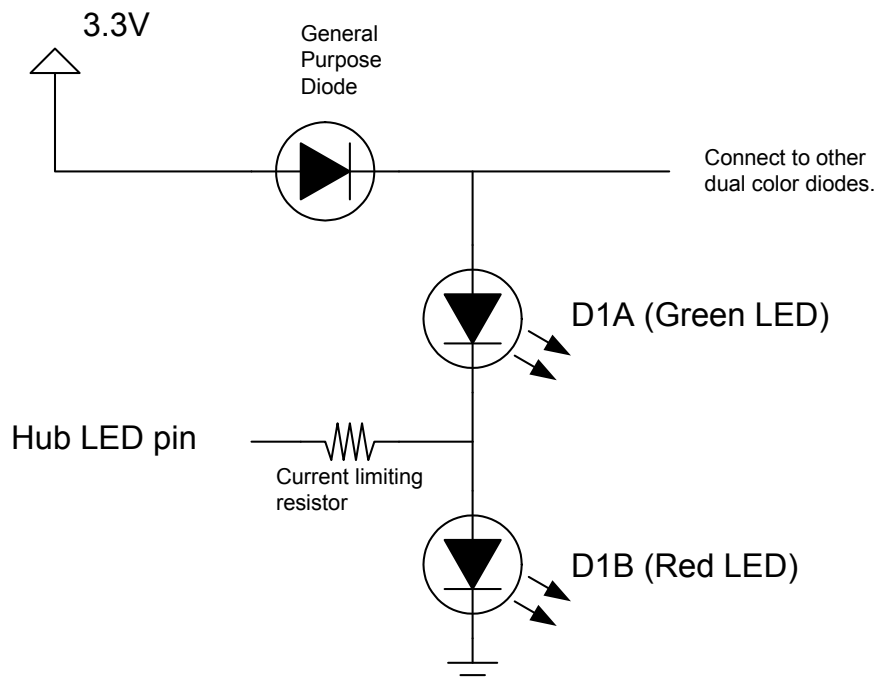 3.3V
General
Purpose
Diode
Connect to other
dual color diodes.
D1A (Green LED)
Hub LED pin
Current limiting
resistor
D1B (Red LED)